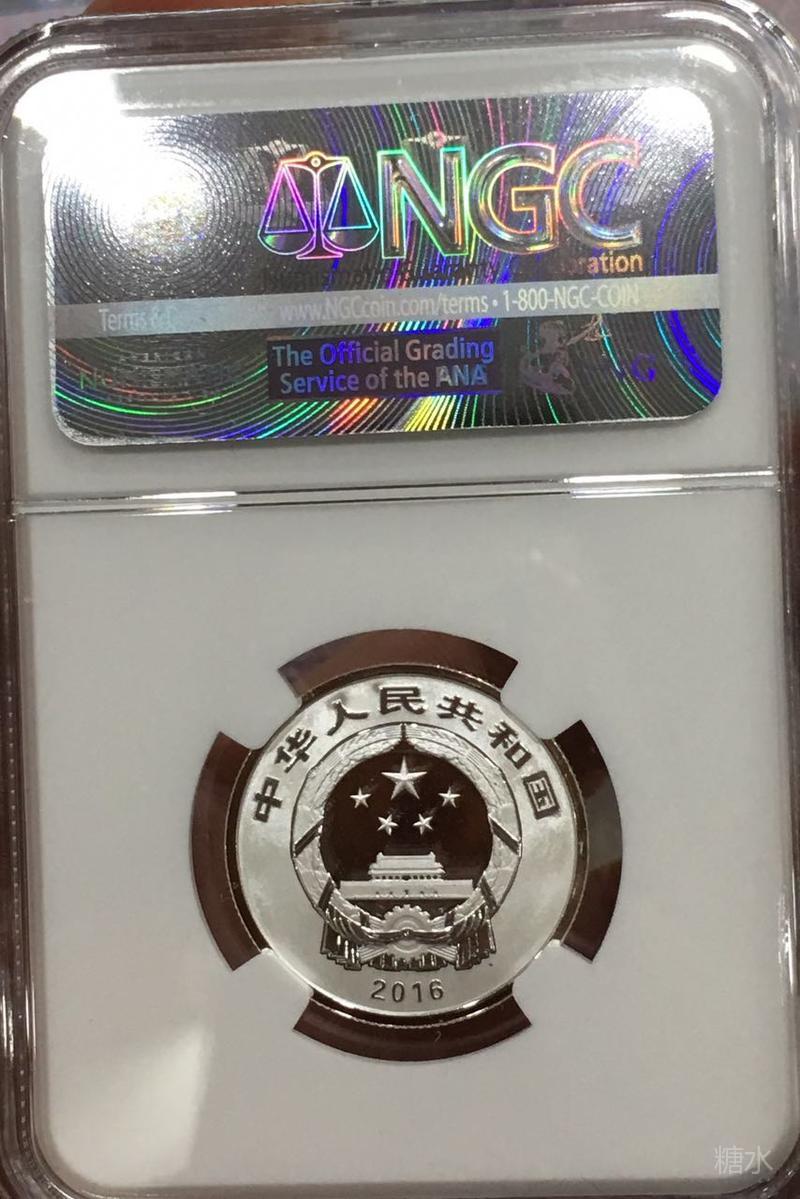 NGC
oration
www.NGCcoin.com/terms • 1-800-NGC-COIN
The Official Grading
Service of the ANA
中华人民共和国
2016
糖水